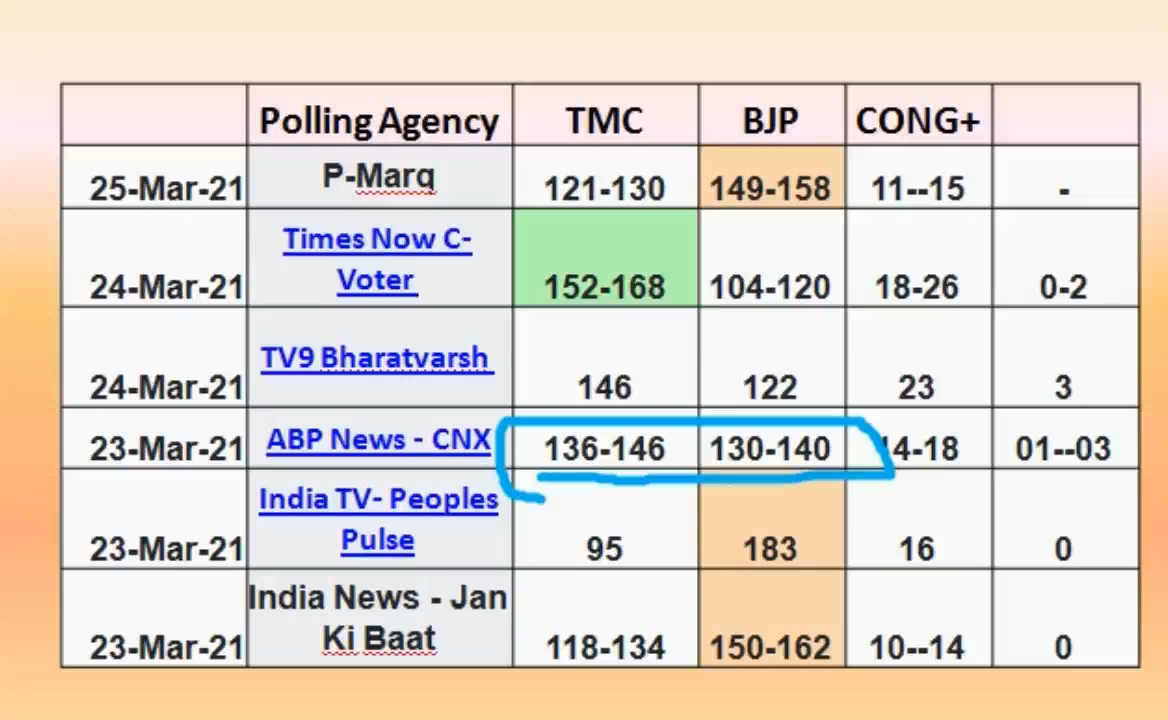 Polling Agency TMC BJP CONG+
P-Marq
25-Mar-21 121-130 149-158 11--15 -
Times Now C-
Voter
24-Mar-21 152-168 104-120 18-26 0-2
TV9 Bharatvarsh
24-Mar-21 146 122 23 3
ABP News - CNX
23-Mar-21 136-146 130-140 14-18 01--03
India TV- Peoples
Pulse
23-Mar-21 95 183 16 0
India News - Jan
Ki Baat
23-Mar-21 118-134 150-162 10--14 0